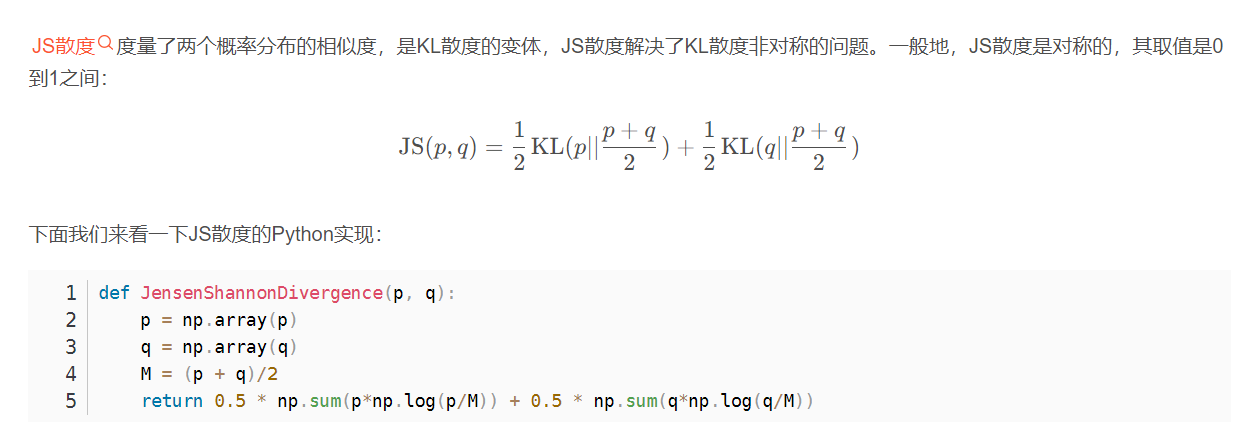 JS散度度量了两个概率分布的相似度，是KL散度的变体，JS散度解决了KL散度非对称的问题。一般地，JS散度是对称的，其取值是0
到1之间：
JS(p, q) = \frac{1}{2} KL(p||\frac{p + q}{2}) + \frac{1}{2} KL(q||\frac{p + q}{2})
下面我们来看一下JS散度的Python实现：
1 def JensenShannonDivergence(p, q):
2 p = np.array(p)
3 q = np.array(q)
4 M = (p + q)/2
5 return 0.5 * np.sum(p*np.log(p/M)) + 0.5 * np.sum(q*np.log(q/M))